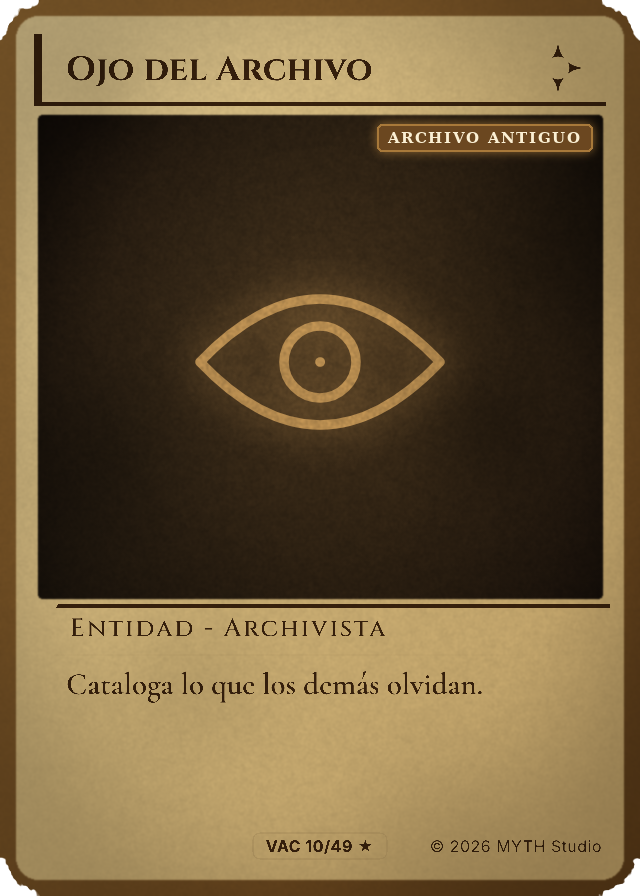 Ojo del Archivo
ARCHIVO ANTIGUO
Entidad - Archivista
Cataloga lo que los demás olvidan.
VAC 10/49 ★
© 2026 MYTH Studio